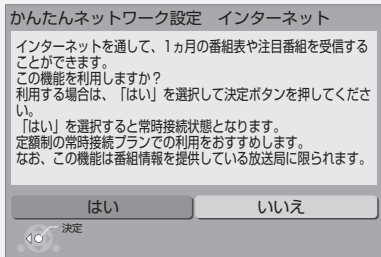 かんたんネットワーク設定　インターネット
インターネットを通して、1ヵ月の番組表や注目番組を受信する
ことができます。
この機能を利用しますか？
利用する場合は、「はい」を選択して決定ボタンを押してくださ
い。
「はい」を選択すると常時接続状態となります。
定額制の常時接続プランでの利用をおすすめします。
なお、この機能は番組情報を提供している放送局に限られます。
はい
いいえ
決定